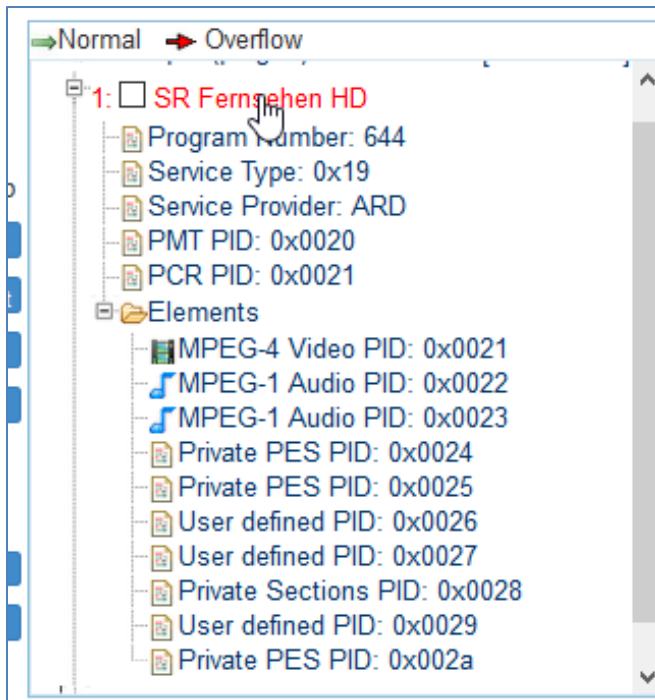 Normal Overflow
1: SR Fernsehen HD
Program Number: 644
Service Type: 0x19
Service Provider: ARD
PMT PID: 0x0020
PCR PID: 0x0021
Elements
MPEG-4 Video PID: 0x0021
MPEG-1 Audio PID: 0x0022
MPEG-1 Audio PID: 0x0023
Private PES PID: 0x0024
Private PES PID: 0x0025
User defined PID: 0x0026
User defined PID: 0x0027
Private Sections PID: 0x0028
User defined PID: 0x0029
Private PES PID: 0x002a